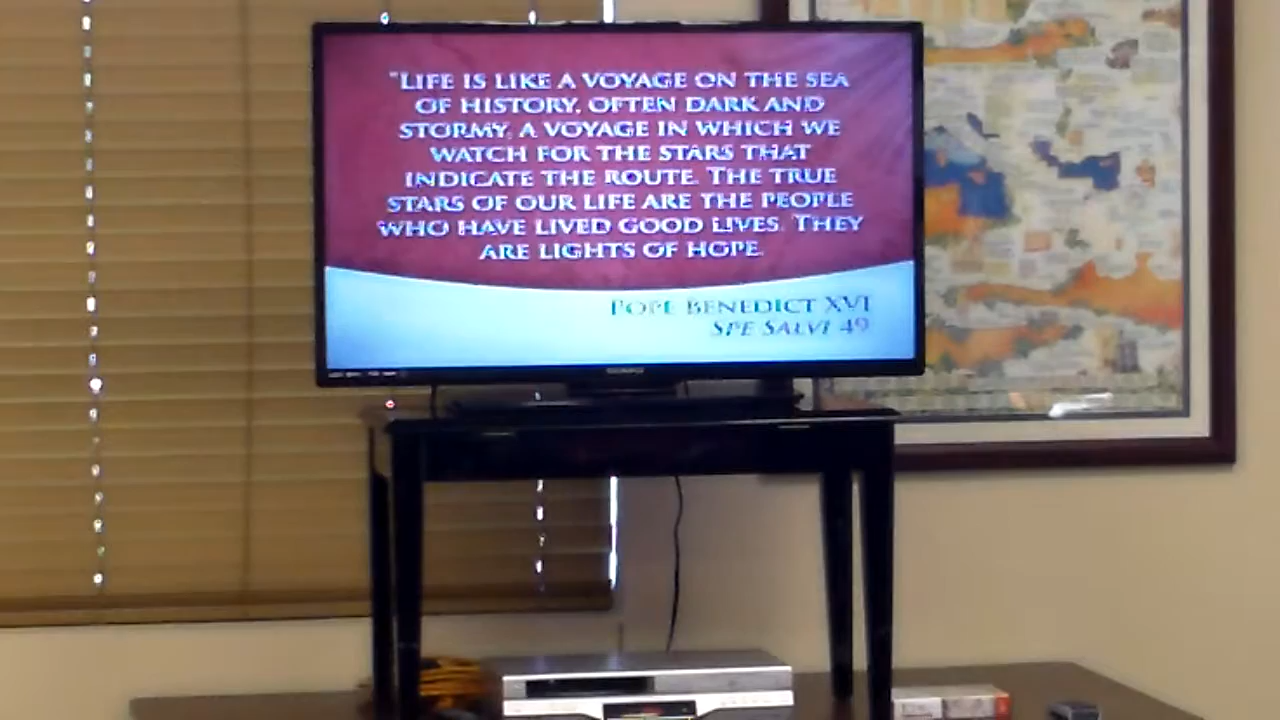 "LIFE IS LIKE A VOYAGE ON THE SEA
OF HISTORY, OFTEN DARK AND
STORMY, A VOYAGE IN WHICH WE
WATCH FOR THE STARS THAT
INDICATE THE ROUTE. THE TRUE
STARS OF OUR LIFE ARE THE PEOPLE
WHO HAVE LIVED GOOD LIVES. THEY
ARE LIGHTS OF HOPE.
POPE BENEDICT XVI
SPE SALVI 49